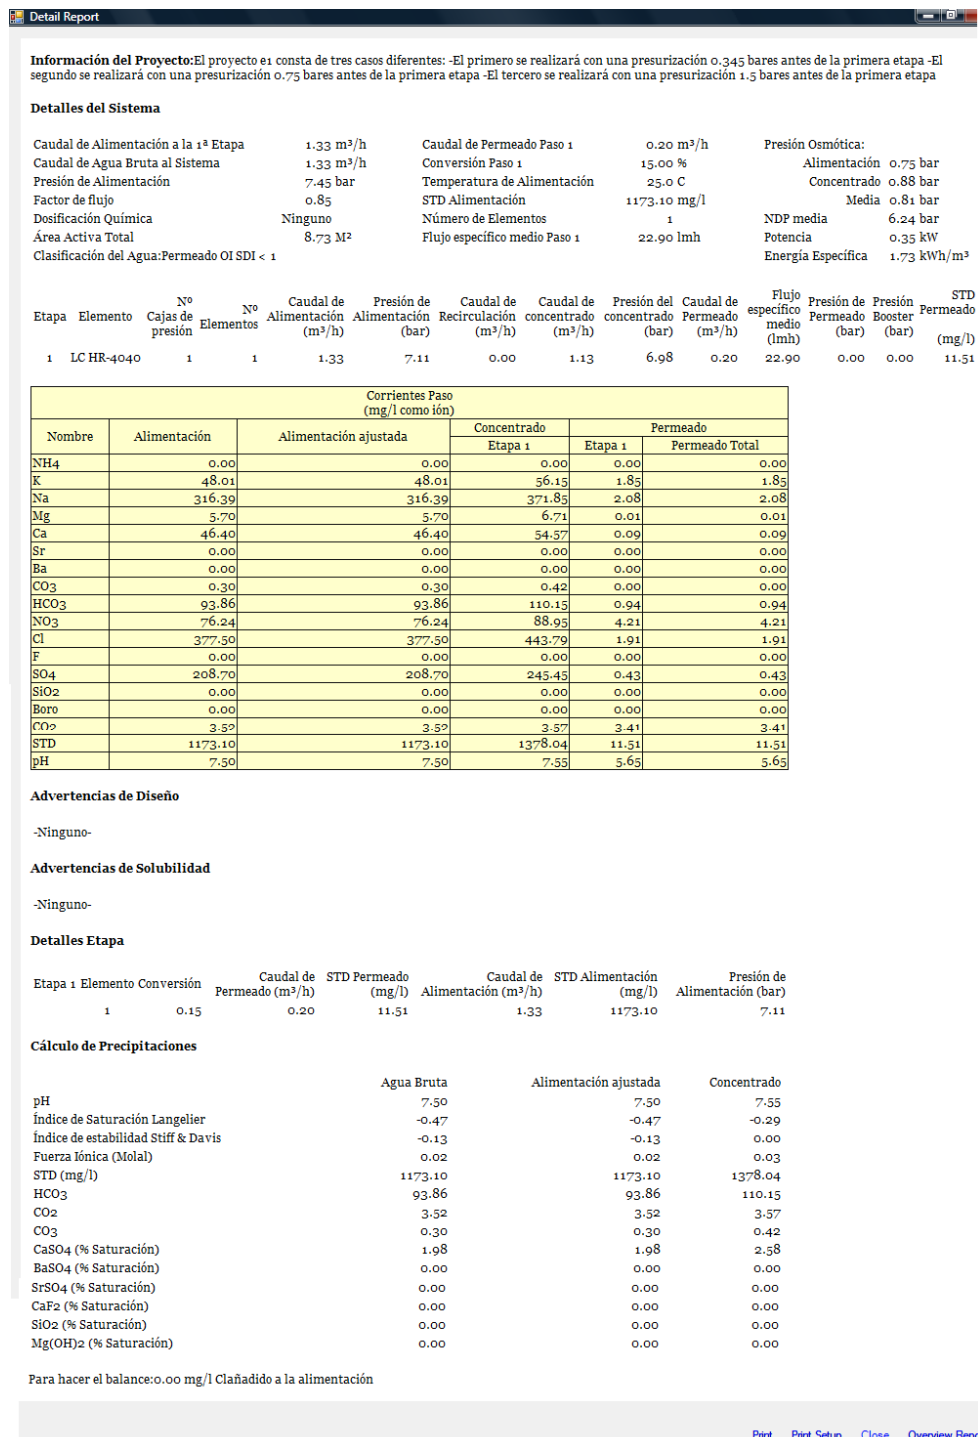 Detail Report
Información del Proyecto:El proyecto e1 consta de tres casos diferentes: -El primero se realizará con una presurización 0.345 bares antes de la primera etapa -El
segundo se realizará con una presurización 0.75 bares antes de la primera etapa -El tercero se realizará con una presurización 1.5 bares antes de la primera etapa
Detalles del Sistema
Caudal de Alimentación a la 1ª Etapa 1.33 m³/h Caudal de Permeado Paso 1 0.20 m³/h Presión Osmótica:
Caudal de Agua Bruta al Sistema 1.33 m³/h Conversión Paso 1 15.00 % Alimentación 0.75 bar
Presión de Alimentación 7.45 bar Temperatura de Alimentación 25.0 C Concentrado 0.88 bar
Factor de flujo 0.85 STD Alimentación 1173.10 mg/l Media 0.81 bar
Dosificación Química Ninguno Número de Elementos 1 NDP media 6.24 bar
Área Activa Total 8.73 M² Flujo específico medio Paso 1 22.90 lmh Potencia 0.35 kW
Clasificación del Agua:Permeado OI SDI < 1 Energía Específica 1.73 kWh/m³
Etapa Elemento Nº Cajas de presión Nº Elementos Caudal de Alimentación (m³/h) Presión de Alimentación (bar) Caudal de Recirculación (m³/h) Caudal de concentrado (m³/h) Presión del concentrado (bar) Caudal de Permeado (m³/h) Flujo específico medio (lmh) Presión de Permeado (bar) Presión Booster (bar) STD Permeado (mg/l)
1 LC HR-4040 1 1 1.33 7.11 0.00 1.13 6.98 0.20 22.90 0.00 0.00 11.51
Corrientes Paso
(mg/l como ión)
Nombre Alimentación Alimentación ajustada Concentrado Permeado
Etapa 1 Etapa 1 Permeado Total
NH4 0.00 0.00 0.00 0.00 0.00
K 48.01 48.01 56.15 1.85 1.85
Na 316.39 316.39 371.85 2.08 2.08
Mg 5.70 5.70 6.71 0.01 0.01
Ca 46.40 46.40 54.57 0.09 0.09
Sr 0.00 0.00 0.00 0.00 0.00
Ba 0.00 0.00 0.00 0.00 0.00
CO3 0.30 0.30 0.42 0.00 0.00
HCO3 93.86 93.86 110.15 0.94 0.94
NO3 76.24 76.24 88.95 4.21 4.21
Cl 377.50 377.50 443.79 1.91 1.91
F 0.00 0.00 0.00 0.00 0.00
SO4 208.70 208.70 245.45 0.43 0.43
SiO2 0.00 0.00 0.00 0.00 0.00
Boro 0.00 0.00 0.00 0.00 0.00
CO2 3.52 3.52 3.57 3.41 3.41
STD 1173.10 1173.10 1378.04 11.51 11.51
pH 7.50 7.50 7.55 5.65 5.65
Advertencias de Diseño
-Ninguno-
Advertencias de Solubilidad
-Ninguno-
Detalles Etapa
Etapa 1 Elemento Conversión Caudal de Permeado (m³/h) STD Permeado (mg/l) Caudal de Alimentación (m³/h) STD Alimentación (mg/l) Presión de Alimentación (bar)
1 0.15 0.20 11.51 1.33 1173.10 7.11
Cálculo de Precipitaciones
Agua Bruta Alimentación ajustada Concentrado
pH 7.50 7.50 7.55
Índice de Saturación Langelier -0.47 -0.47 -0.29
Índice de estabilidad Stiff & Davis -0.13 -0.13 0.00
Fuerza Iónica (Molal) 0.02 0.02 0.03
STD (mg/l) 1173.10 1173.10 1378.04
HCO3 93.86 93.86 110.15
CO2 3.52 3.52 3.57
CO3 0.30 0.30 0.42
CaSO4 (% Saturación) 1.98 1.98 2.58
BaSO4 (% Saturación) 0.00 0.00 0.00
SrSO4 (% Saturación) 0.00 0.00 0.00
CaF2 (% Saturación) 0.00 0.00 0.00
SiO2 (% Saturación) 0.00 0.00 0.00
Mg(OH)2 (% Saturación) 0.00 0.00 0.00
Para hacer el balance:0.00 mg/l Clañadido a la alimentación
Print Print Setup Close Overview